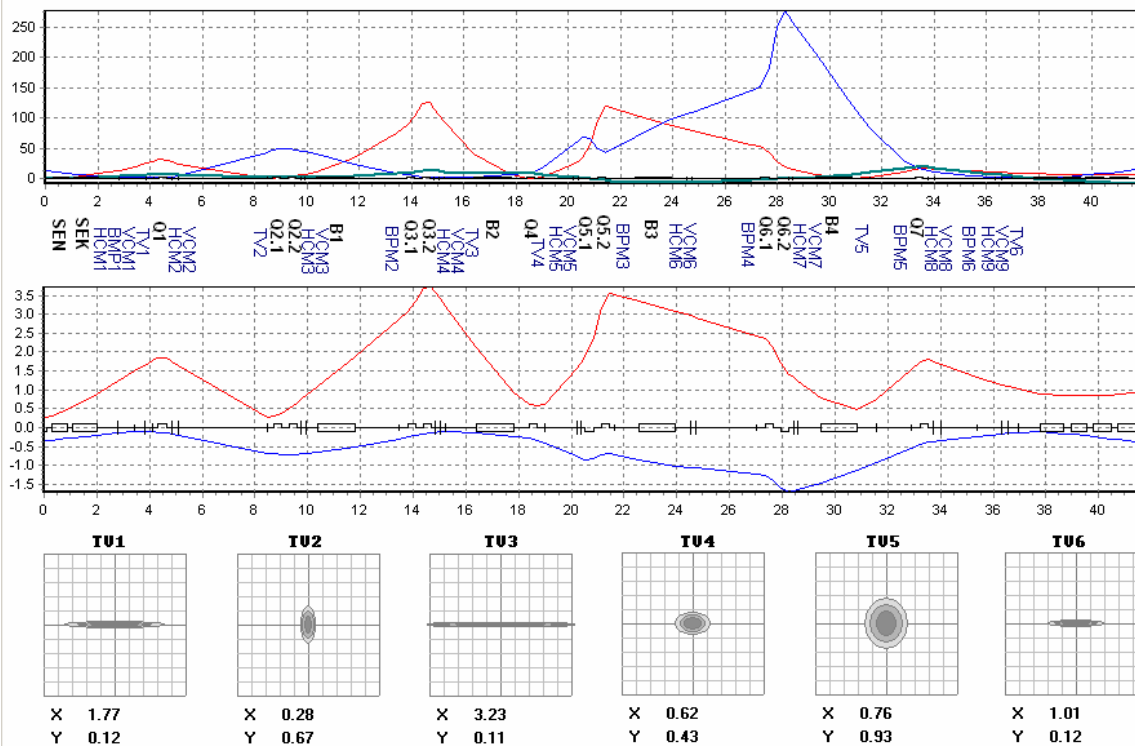 250
200
150
100
50
0
0 2 4 6 8 10 12 14 16 18 20 22 24 26 28 30 32 34 36 38 40
SEN SEK HCM1 BMP1 VCM1 TV1 Q1 HCM2 VCM2 TV2 Q2.1 Q2.2 HCM3 VCM3 B1 BPM2 Q3.1 Q3.2 HCM4 VCM4 TV3 B2 Q4 TV4 HCM5 VCM5 Q5.1 Q5.2 BPM3 B3 HCM6 VCM6 BPM4 Q6.1 Q6.2 HCM7 VCM7 B4 TV5 BPM5 Q7 HCM8 VCM8 BPM6 HCM9 VCM9 TV6
3.5
3.0
2.5
2.0
1.5
1.0
0.5
0.0
-0.5
-1.0
-1.5
0 2 4 6 8 10 12 14 16 18 20 22 24 26 28 30 32 34 36 38 40
TV1 TV2 TV3 TV4 TV5 TV6
X 1.77 X 0.28 X 3.23 X 0.62 X 0.76 X 1.01
Y 0.12 Y 0.67 Y 0.11 Y 0.43 Y 0.93 Y 0.12